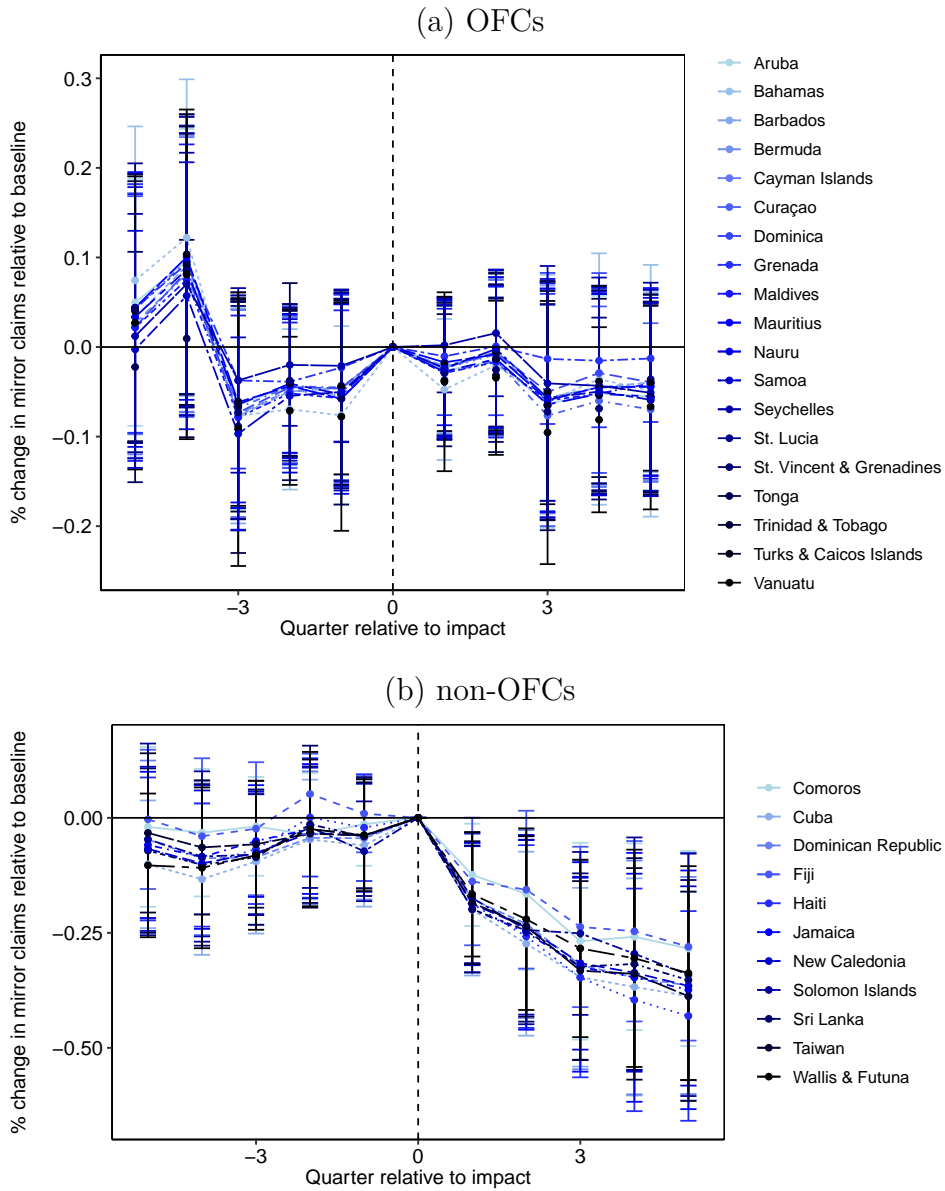 (a) OFCs
% change in mirror claims relative to baseline
0.3
0.2
0.1
0.0
−0.1
−0.2
−3
0
3
Quarter relative to impact
Aruba
Bahamas
Barbados
Bermuda
Cayman Islands
Curaçao
Dominica
Grenada
Maldives
Mauritius
Nauru
Samoa
Seychelles
St. Lucia
St. Vincent & Grenadines
Tonga
Trinidad & Tobago
Turks & Caicos Islands
Vanuatu
(b) non-OFCs
% change in mirror claims relative to baseline
0.00
−0.25
−0.50
−3
0
3
Quarter relative to impact
Comoros
Cuba
Dominican Republic
Fiji
Haiti
Jamaica
New Caledonia
Solomon Islands
Sri Lanka
Taiwan
Wallis & Futuna